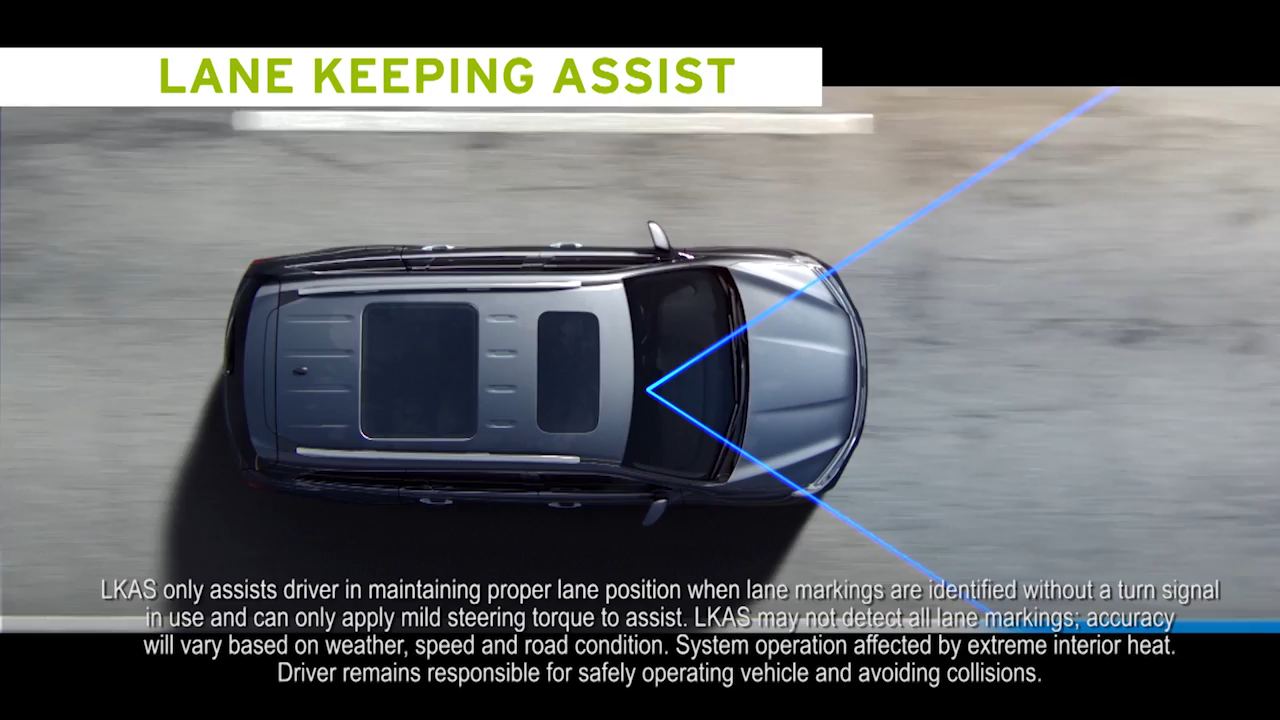 LANE KEEPING ASSIST
LKAS only assists driver in maintaining proper lane position when lane markings are identified without a turn signal
in use and can only apply mild steering torque to assist. LKAS may not detect all lane markings; accuracy
will vary based on weather, speed and road condition. System operation affected by extreme interior heat.
Driver remains responsible for safely operating vehicle and avoiding collisions.